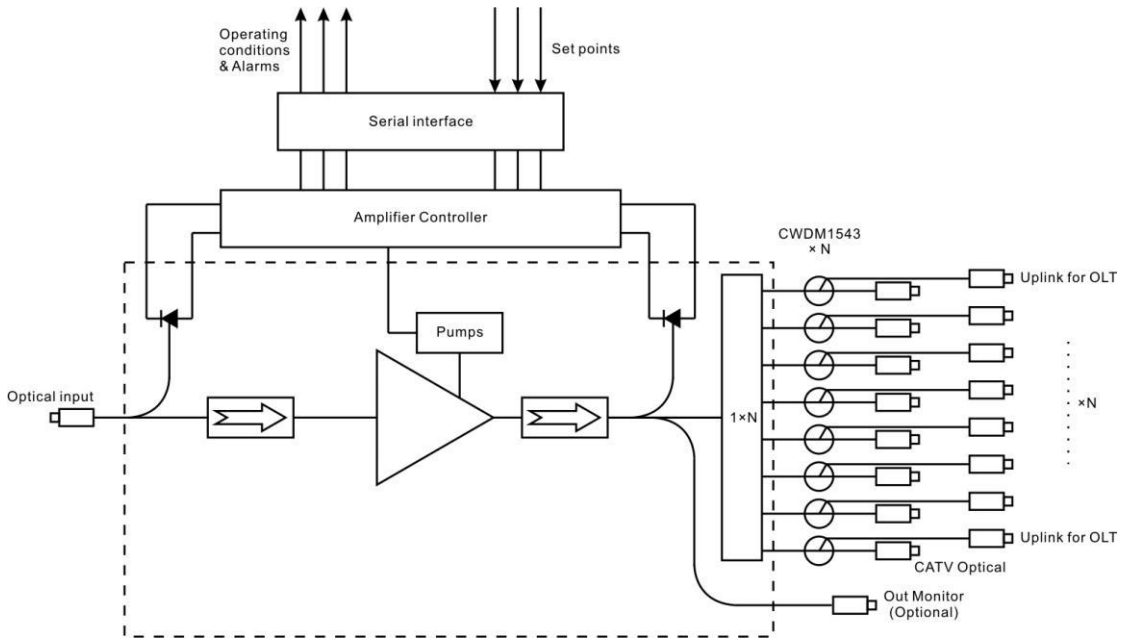 Operating
conditions
& Alarms
Set points
Serial interface
Amplifier Controller
CWDM1543
× N
Uplink for OLT
Pumps
Optical input
1×N
×N
Uplink for OLT
CATV Optical
Out Monitor
(Optional)